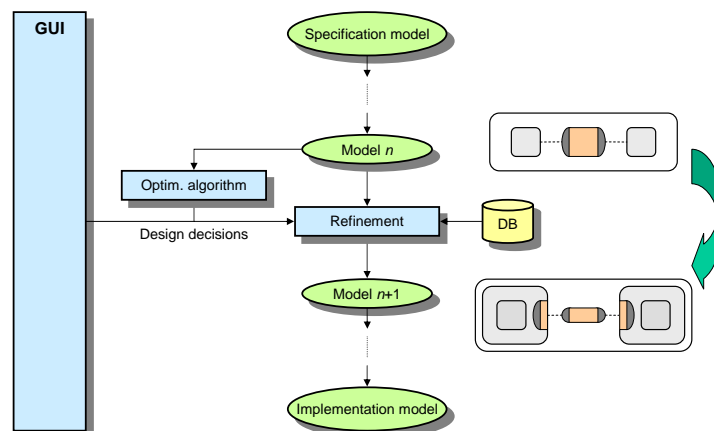 GUI
Specification model
Model n
Optim. algorithm
Design decisions
Refinement
DB
Model n+1
Implementation model